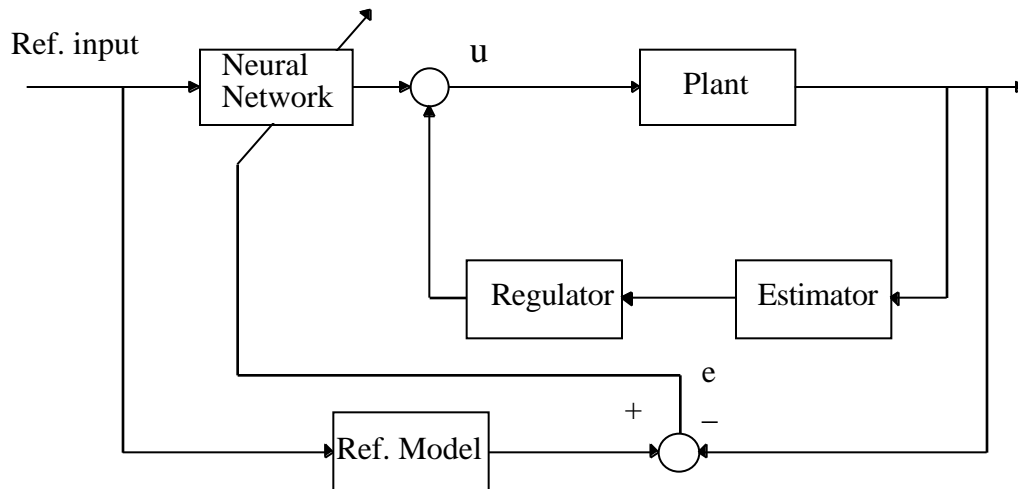 Ref. input
Neural
Network
u
Plant
Regulator
Estimator
e
+
–
Ref. Model